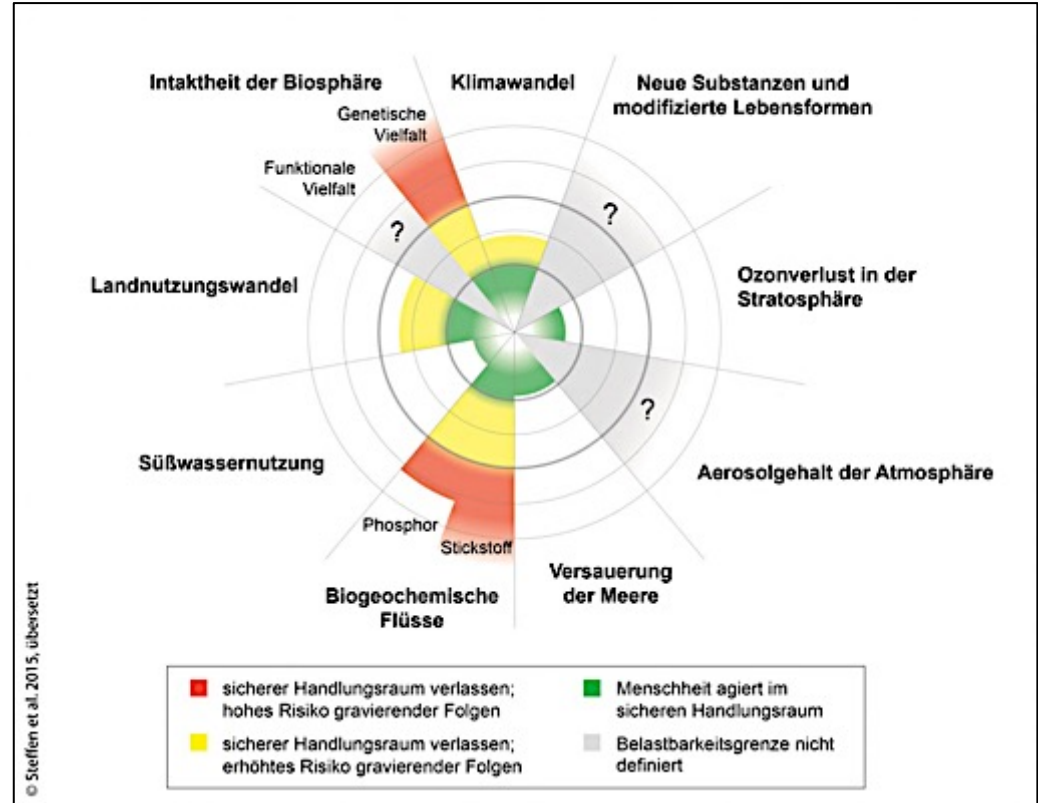 Intaktheit der Biosphäre
Klimawandel
Neue Substanzen und
modifizierte Lebensformen
Genetische
Vielfalt
Funktionale
Vielfalt
?
?
Landnutzungswandel
Ozonverlust in der
Stratosphäre
?
Süßwassernutzung
Aerosolgehalt der Atmosphäre
Phosphor
Stickstoff
Versauerung
der Meere
Biogeochemische
Flüsse
sicherer Handlungsraum verlassen;
hohes Risiko gravierender Folgen
sicherer Handlungsraum verlassen;
erhöhtes Risiko gravierender Folgen
Menschheit agiert im
sicheren Handlungsraum
Belastbarkeitsgrenze nicht
definiert
© Steffen et al. 2015, übersetzt